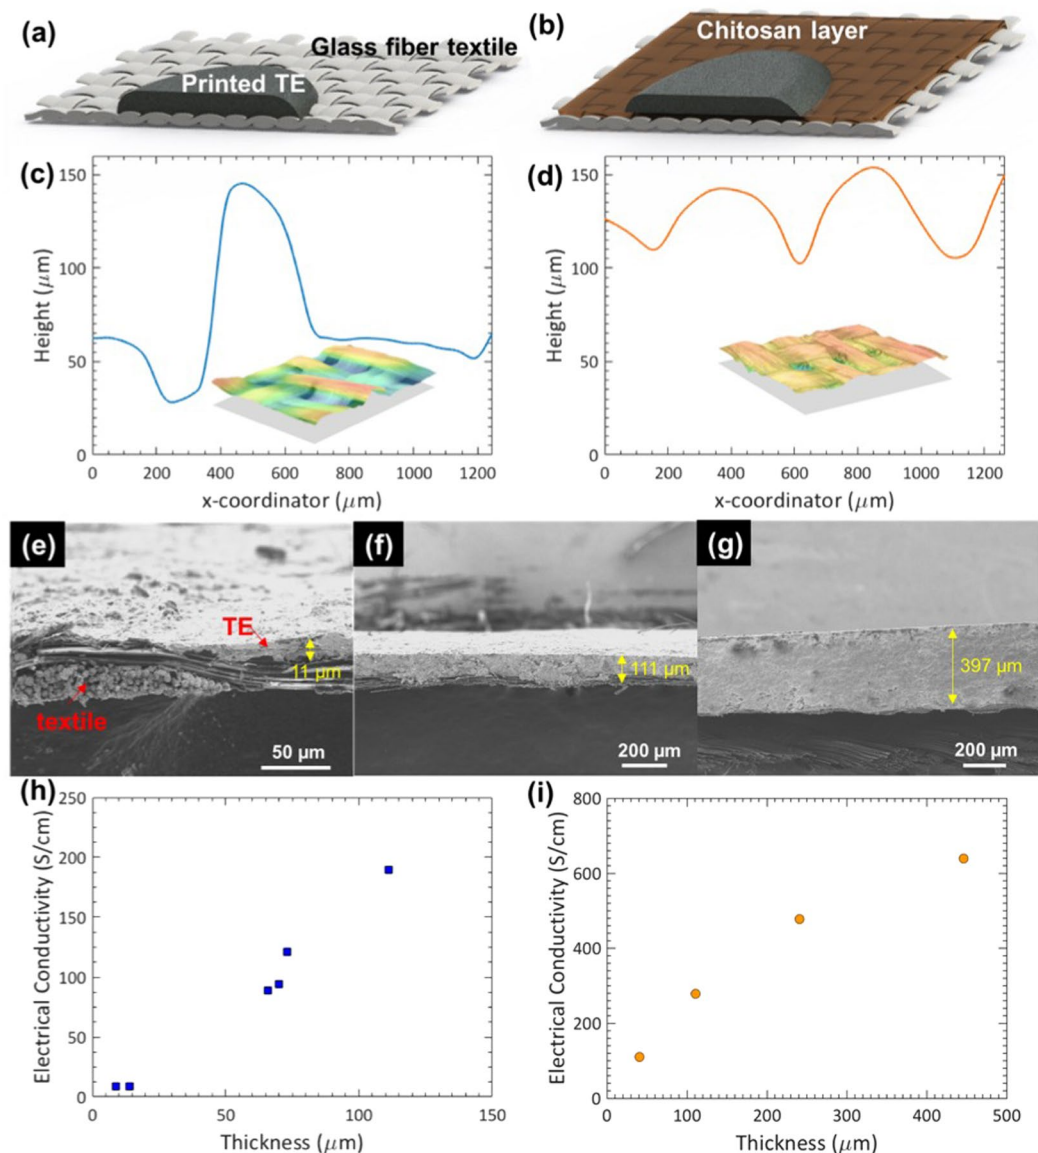 (a)
Glass fiber textile
Printed TE
(b)
Chitosan layer
(c)
150
100
50
0
Height (μm)
0 200 400 600 800 1000 1200
x-coordinator (μm)
(d)
150
100
50
0
Height (μm)
0 200 400 600 800 1000 1200
x-coordinator (μm)
(e)
TE
11 μm
textile
50 μm
(f)
111 μm
200 μm
(g)
397 μm
200 μm
(h)
250
200
150
100
50
0
Electrical Conductivity (S/cm)
0 50 100 150
Thickness (μm)
(i)
800
600
400
200
0
Electrical Conductivity (S/cm)
0 100 200 300 400 500
Thickness (μm)